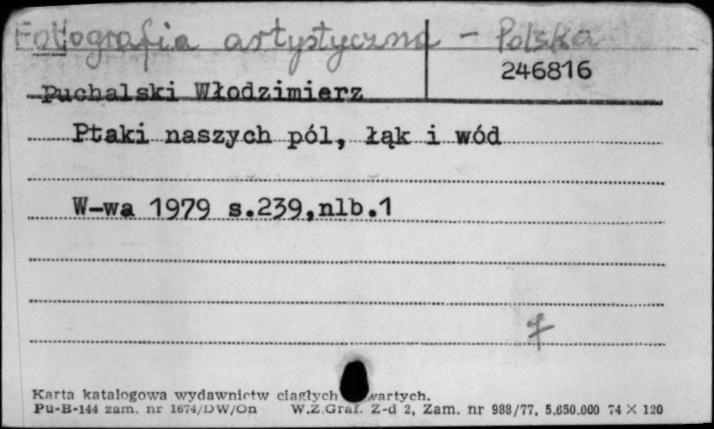 Fotografia artystyczna - Polska
246816
Puchalski Włodzimierz
Ptaki naszych pól, łąk i wód
W-wa 1979 s.239,nlb.1
7
Karta katalogowa wydawnictw ciągłych wartych.
Pu-B-144 zam. nr 1674/DW/On W.Z.Graf. Z-d 2, Zam. nr 988/77, 5.650.000 74 X 120